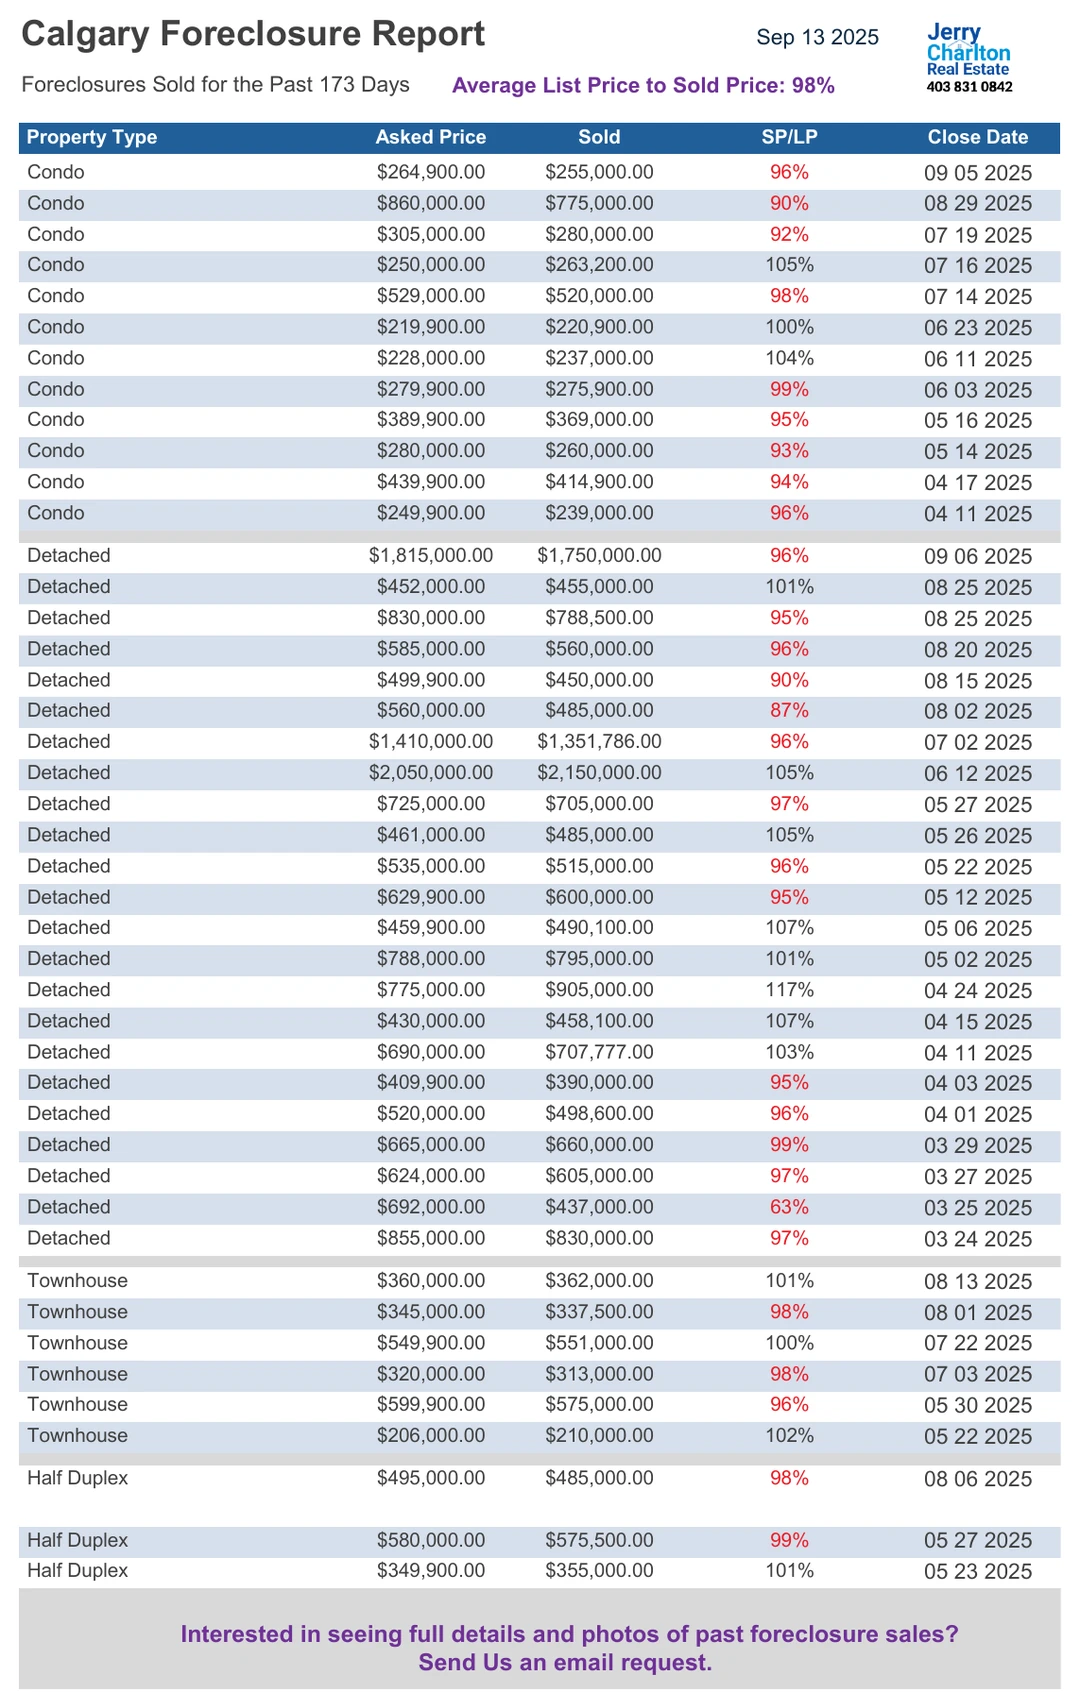 Calgary Foreclosure Report
Sep 13 2025
Jerry
Charlton
Real Estate
403 831 0842
Foreclosures Sold for the Past 173 Days
Average List Price to Sold Price: 98%
Property Type Asked Price Sold SP/LP Close Date
Condo $264,900.00 $255,000.00 96% 09 05 2025
Condo $860,000.00 $775,000.00 90% 08 29 2025
Condo $305,000.00 $280,000.00 92% 07 19 2025
Condo $250,000.00 $263,200.00 105% 07 16 2025
Condo $529,000.00 $520,000.00 98% 07 14 2025
Condo $219,900.00 $220,900.00 100% 06 23 2025
Condo $228,000.00 $237,000.00 104% 06 11 2025
Condo $279,900.00 $275,900.00 99% 06 03 2025
Condo $389,900.00 $369,000.00 95% 05 16 2025
Condo $280,000.00 $260,000.00 93% 05 14 2025
Condo $439,900.00 $414,900.00 94% 04 17 2025
Condo $249,900.00 $239,000.00 96% 04 11 2025
Detached $1,815,000.00 $1,750,000.00 96% 09 06 2025
Detached $452,000.00 $455,000.00 101% 08 25 2025
Detached $830,000.00 $788,500.00 95% 08 25 2025
Detached $585,000.00 $560,000.00 96% 08 20 2025
Detached $499,900.00 $450,000.00 90% 08 15 2025
Detached $560,000.00 $485,000.00 87% 08 02 2025
Detached $1,410,000.00 $1,351,786.00 96% 07 02 2025
Detached $2,050,000.00 $2,150,000.00 105% 06 12 2025
Detached $725,000.00 $705,000.00 97% 05 27 2025
Detached $461,000.00 $485,000.00 105% 05 26 2025
Detached $535,000.00 $515,000.00 96% 05 22 2025
Detached $629,900.00 $600,000.00 95% 05 12 2025
Detached $459,900.00 $490,100.00 107% 05 06 2025
Detached $788,000.00 $795,000.00 101% 05 02 2025
Detached $775,000.00 $905,000.00 117% 04 24 2025
Detached $430,000.00 $458,100.00 107% 04 15 2025
Detached $690,000.00 $707,777.00 103% 04 11 2025
Detached $409,900.00 $390,000.00 95% 04 03 2025
Detached $520,000.00 $498,600.00 96% 04 01 2025
Detached $665,000.00 $660,000.00 99% 03 29 2025
Detached $624,000.00 $605,000.00 97% 03 27 2025
Detached $692,000.00 $437,000.00 63% 03 25 2025
Detached $855,000.00 $830,000.00 97% 03 24 2025
Townhouse $360,000.00 $362,000.00 101% 08 13 2025
Townhouse $345,000.00 $337,500.00 98% 08 01 2025
Townhouse $549,900.00 $551,000.00 100% 07 22 2025
Townhouse $320,000.00 $313,000.00 98% 07 03 2025
Townhouse $599,900.00 $575,000.00 96% 05 30 2025
Townhouse $206,000.00 $210,000.00 102% 05 22 2025
Half Duplex $495,000.00 $485,000.00 98% 08 06 2025
Half Duplex $580,000.00 $575,500.00 99% 05 27 2025
Half Duplex $349,900.00 $355,000.00 101% 05 23 2025
Interested in seeing full details and photos of past foreclosure sales?
Send Us an email request.